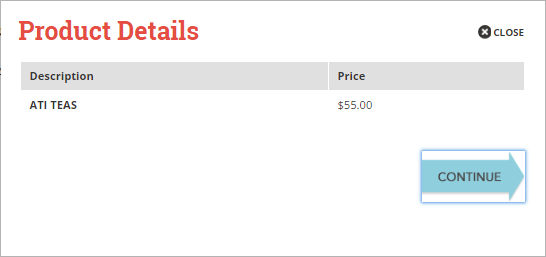 Product Details
CLOSE
Description Price
ATI TEAS $55.00
CONTINUE